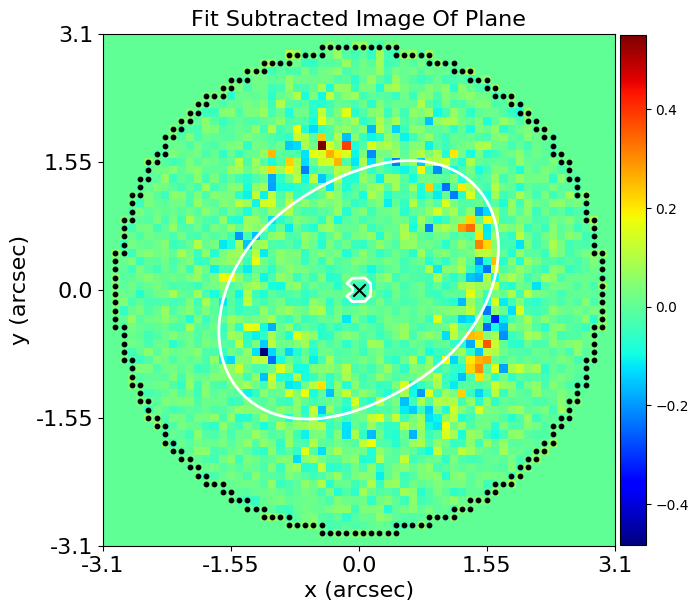 Fit Subtracted Image Of Plane
3.1
1.55
0.0
-1.55
-3.1
y (arcsec)
-3.1 -1.55 0.0 1.55 3.1
x (arcsec)
0.4
0.2
0.0
−0.2
−0.4